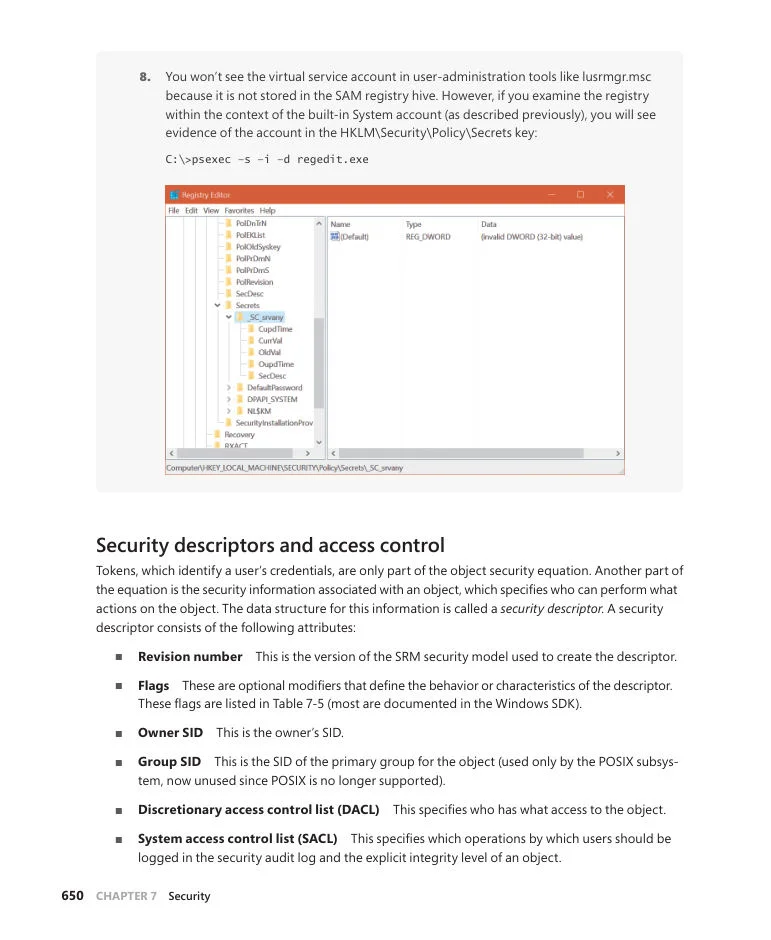 8. You won't see the virtual service account in user-administration tools like lusrmgr.msc
because it is not stored in the SAM registry hive. However, if you examine the registry
within the context of the built-in System account (as described previously), you will see
evidence of the account in the HKLM\Security\Policy\Secrets key:
C:\>psexec –s –i –d regedit.exe
Registry Editor
File Edit View Favorites Help
PolDnTrN
PolEKList
PolOldSyskey
PolPrDmN
PolPrDmS
PolRevision
SecDesc
Secrets
_SC_srvany
CupdTime
CurrVal
OldVal
OupdTime
SecDesc
DefaultPassword
DPAPI_SYSTEM
NL$KM
SecurityInstallationProv
Recovery
RXACT
Name Type Data
(Default) REG_DWORD (invalid DWORD (32-bit) value)
Computer\HKEY_LOCAL_MACHINE\SECURITY\Policy\Secrets\_SC_srvany
Security descriptors and access control
Tokens, which identify a user's credentials, are only part of the object security equation. Another part of
the equation is the security information associated with an object, which specifies who can perform what
actions on the object. The data structure for this information is called a security descriptor. A security
descriptor consists of the following attributes:
■ Revision number This is the version of the SRM security model used to create the descriptor.
■ Flags These are optional modifiers that define the behavior or characteristics of the descriptor.
These flags are listed in Table 7-5 (most are documented in the Windows SDK).
■ Owner SID This is the owner's SID.
■ Group SID This is the SID of the primary group for the object (used only by the POSIX subsys-
tem, now unused since POSIX is no longer supported).
■ Discretionary access control list (DACL) This specifies who has what access to the object.
■ System access control list (SACL) This specifies which operations by which users should be
logged in the security audit log and the explicit integrity level of an object.
650 CHAPTER 7 Security